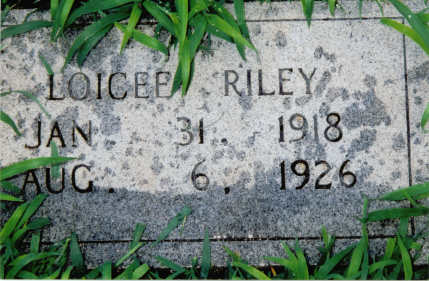 LOICEE RILEY
JAN. 31, 1918
AUG. 6, 1926